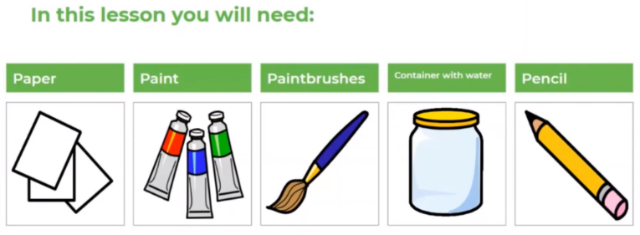 In this lesson you will need:
Paper
Paint
Paintbrushes
Container with water
Pencil